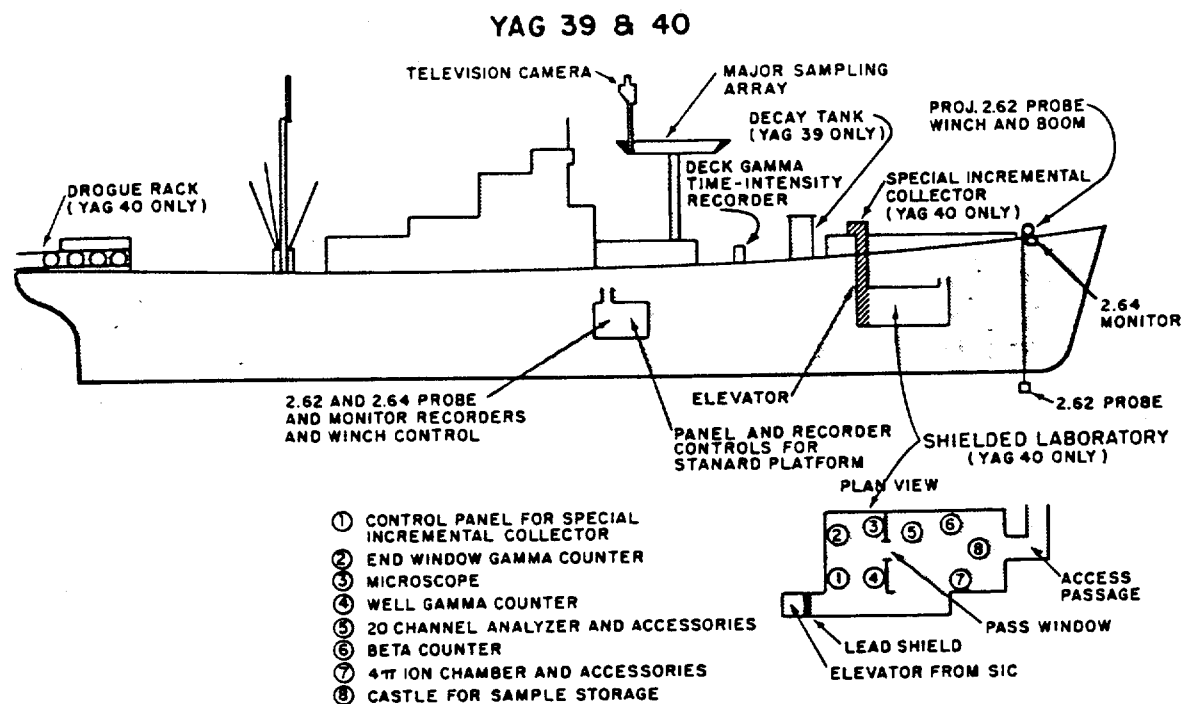 YAG 39 & 40
TELEVISION CAMERA
MAJOR SAMPLING
ARRAY
DECAY TANK
(YAG 39 ONLY)
PROJ. 2.62 PROBE
WINCH AND BOOM
DROGUE RACK
(YAG 40 ONLY)
DECK GAMMA
TIME-INTENSITY
RECORDER
SPECIAL INCREMENTAL
COLLECTOR
(YAG 40 ONLY)
2.64
MONITOR
2.62 AND 2.64 PROBE
AND MONITOR RECORDERS
AND WINCH CONTROL
PANEL AND RECORDER
CONTROLS FOR
STANARD PLATFORM
ELEVATOR
2.62 PROBE
SHIELDED LABORATORY
(YAG 40 ONLY)
PLAN VIEW
① CONTROL PANEL FOR SPECIAL
INCREMENTAL COLLECTOR
② END WINDOW GAMMA COUNTER
③ MICROSCOPE
④ WELL GAMMA COUNTER
⑤ 20 CHANNEL ANALYZER AND ACCESSORIES
⑥ BETA COUNTER
⑦ 4π ION CHAMBER AND ACCESSORIES
⑧ CASTLE FOR SAMPLE STORAGE
② ③ ⑤ ⑥
⑧
① ④ ⑦
ACCESS
PASSAGE
PASS WINDOW
LEAD SHIELD
ELEVATOR FROM SIC